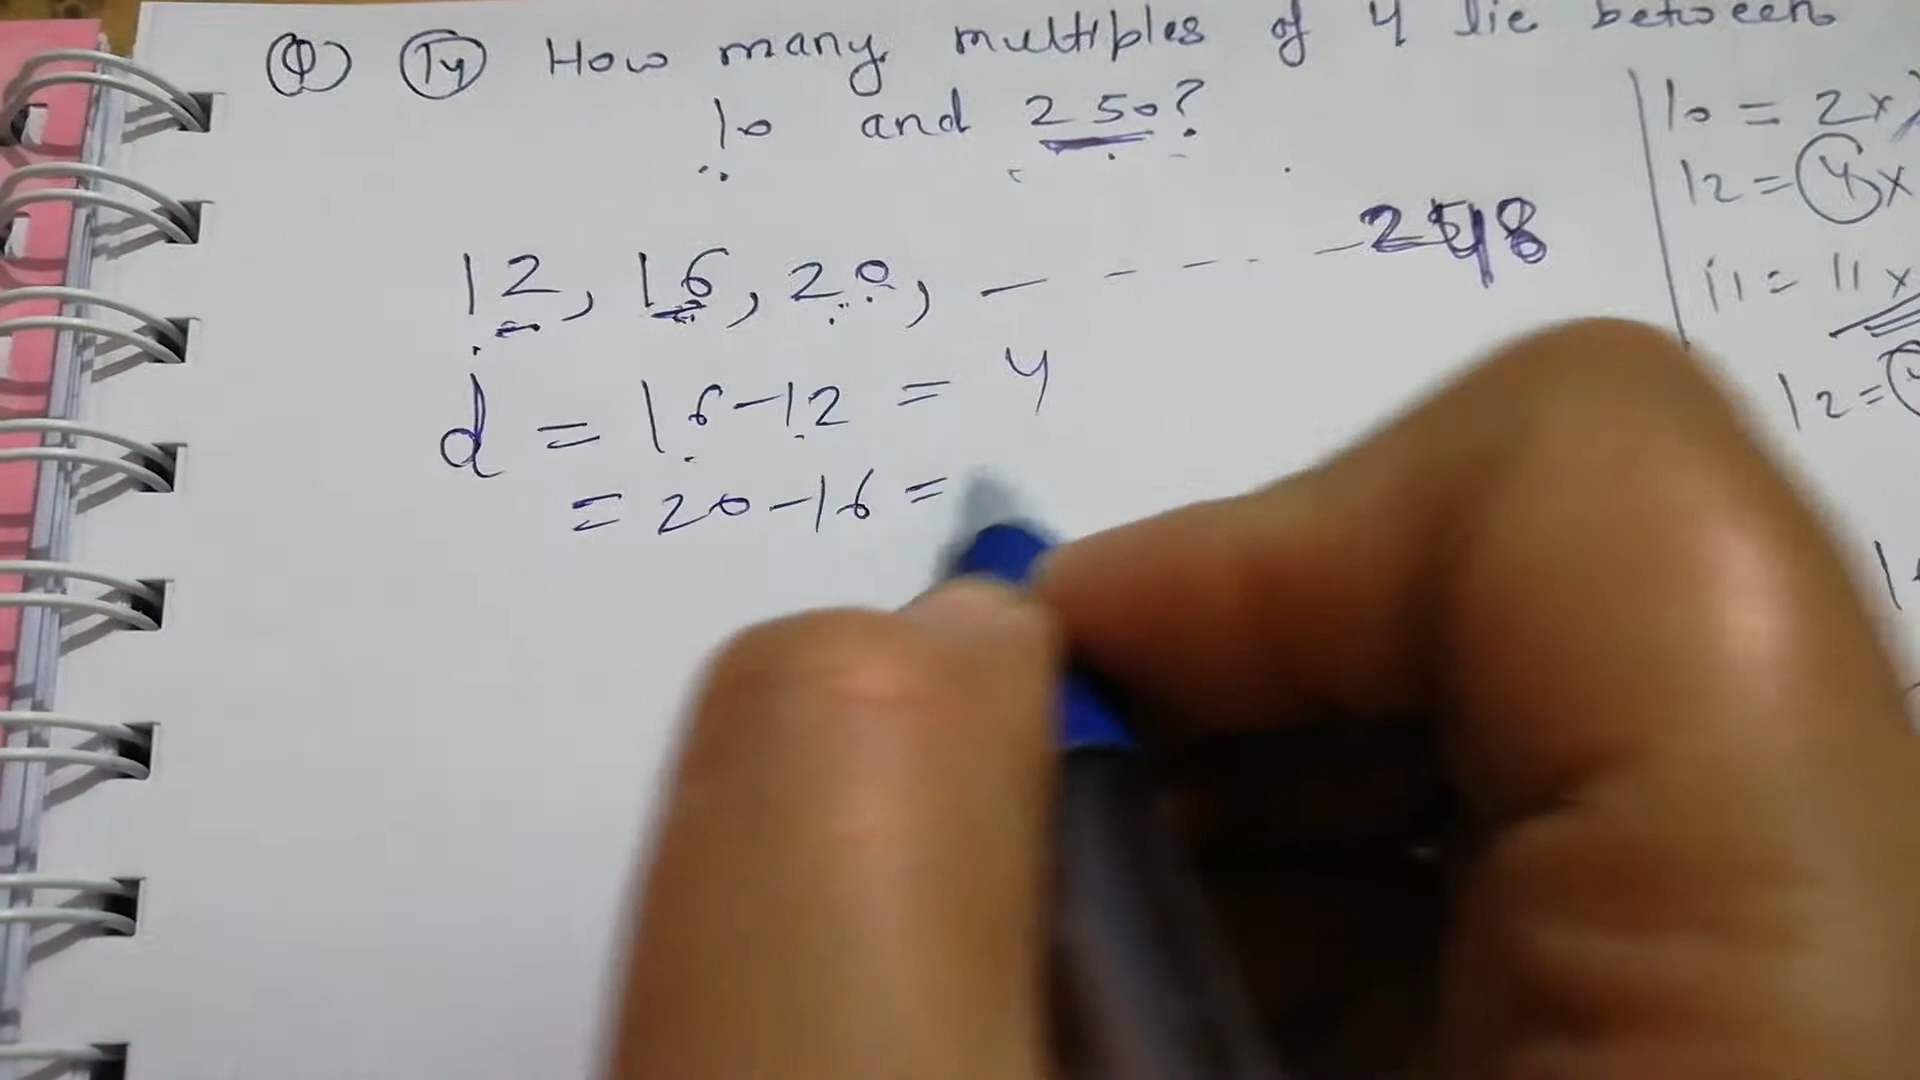 Q 14 How many multiples of 4 lie between
10 and 250?
12, 16, 20, — - - - - 248
d = 16-12 = 4
= 20-16 =
10 = 2x
12 = 4x
11 = 11x
12 =